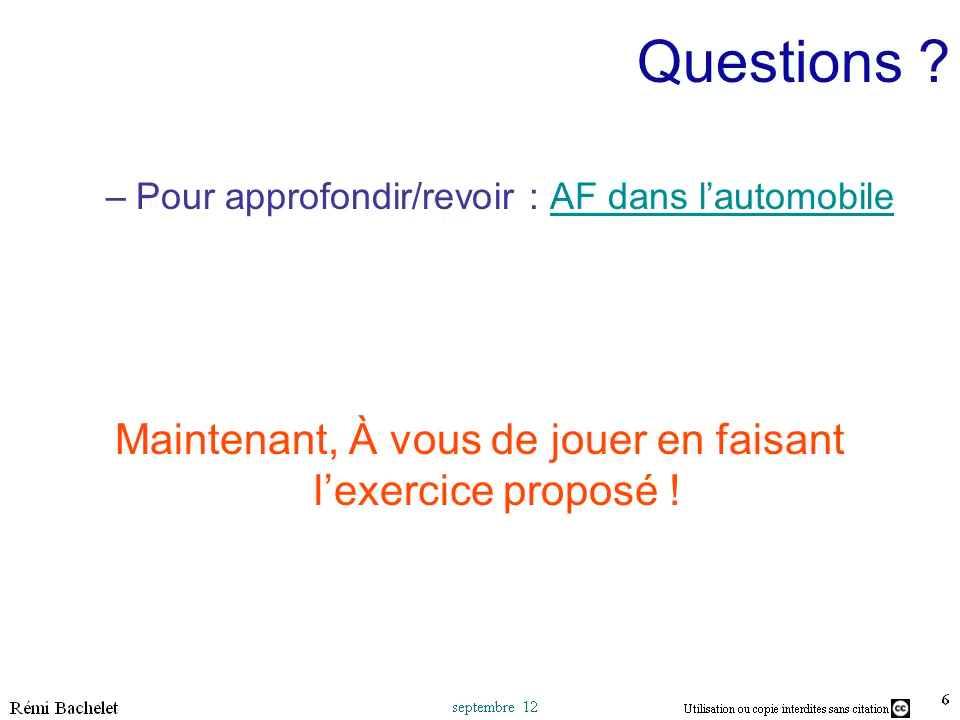 Questions ?
– Pour approfondir/revoir : AF dans l’automobile
Maintenant, À vous de jouer en faisant
l’exercice proposé !
Rémi Bachelet
septembre 12
Utilisation ou copie interdites sans citation
cc
6